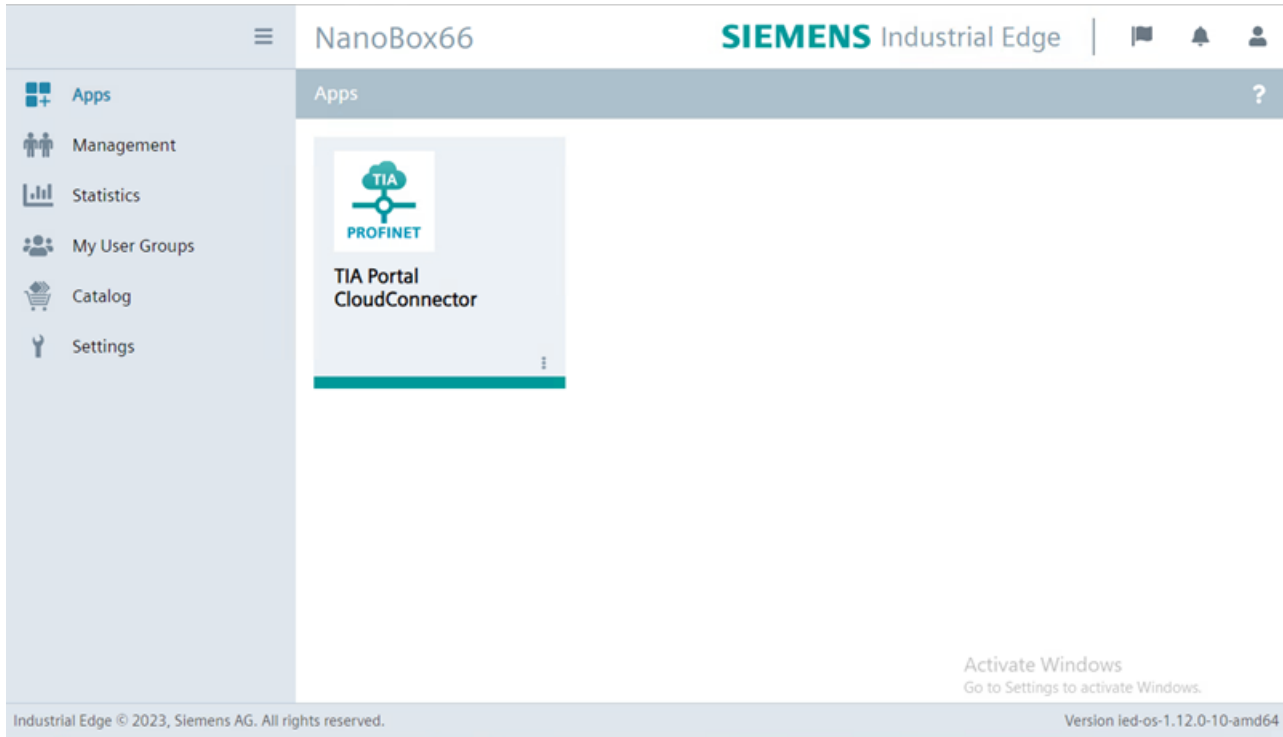 NanoBox66
SIEMENS Industrial Edge
Apps
Management
Statistics
My User Groups
Catalog
Settings
Apps
?
TIA
PROFINET
TIA Portal
CloudConnector
Activate Windows
Go to Settings to activate Windows.
Industrial Edge © 2023, Siemens AG. All rights reserved.
Version ied-os-1.12.0-10-amd64